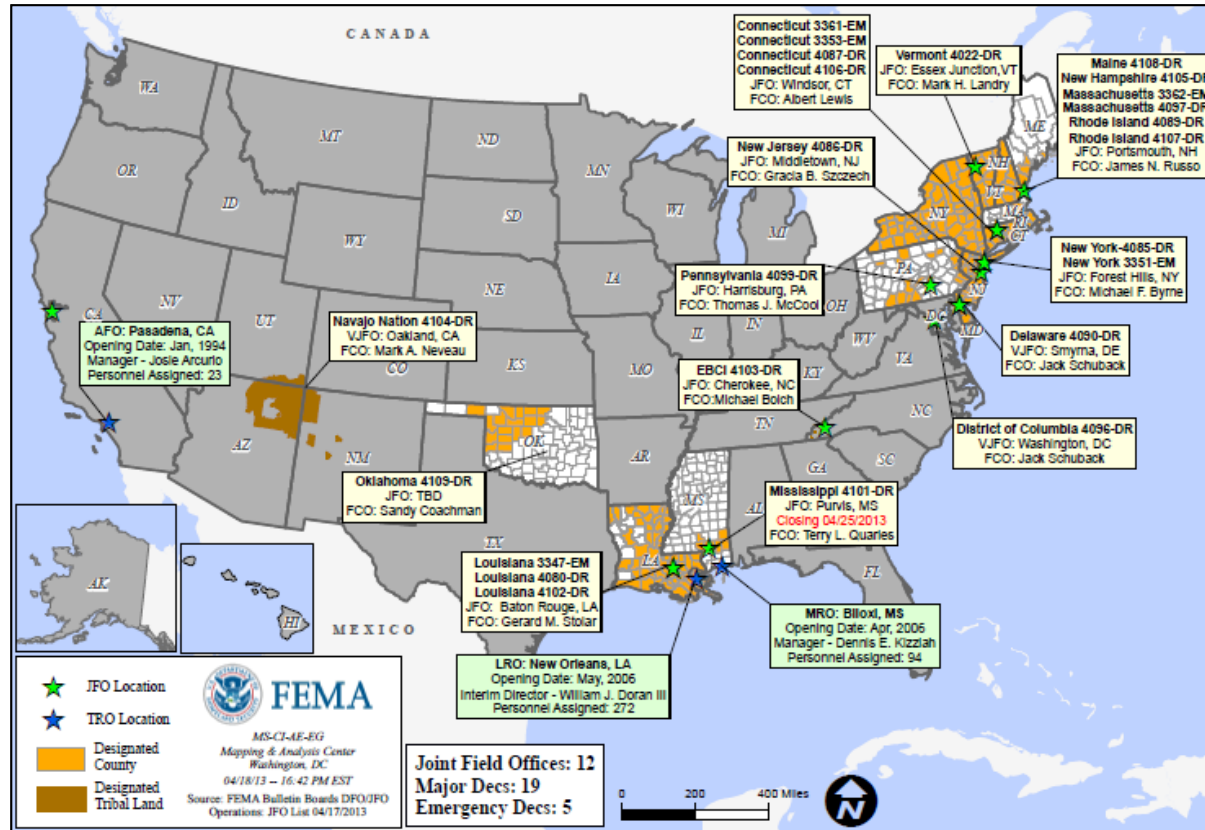 CANADA
Connecticut 3361-EM
Connecticut 3353-EM
Connecticut 4087-DR
Connecticut 4106-DR
JFO: Windsor, CT
FCO: Albert Lewis
Vermont 4022-DR
JFO: Essex Junction, VT
FCO: Mark H. Landry
Maine 4108-DR
New Hampshire 4105-DR
Massachusetts 3362-EM
Massachusetts 4097-DR
Rhode Island 4089-DR
Rhode Island 4107-DR
JFO: Portsmouth, NH
FCO: James N. Russo
New Jersey 4086-DR
JFO: Middletown, NJ
FCO: Gracia B. Szczech
WA
MT
ND
MN
ME
OR
ID
SD
WI
MI
NH
VT
NY
MA
RI
CT
WY
IA
NE
PA
NJ
OH
Pennsylvania 4099-DR
JFO: Harrisburg, PA
FCO: Thomas J. McCool
New York-4085-DR
New York 3351-EM
JFO: Forest Hills, NY
FCO: Michael F. Byrne
CA
NV
UT
CO
KS
MO
IL
IN
KY
WV
VA
DC
MD
AFO: Pasadena, CA
Opening Date: Jan, 1994
Manager - Josie Arcurio
Personnel Assigned: 23
Navajo Nation 4104-DR
VJFO: Oakland, CA
FCO: Mark A. Neveau
Delaware 4090-DR
VJFO: Smyrna, DE
FCO: Jack Schuback
EBCI 4103-DR
JFO: Cherokee, NC
FCO:Michael Bolch
AZ
NM
OK
AR
TN
NC
SC
District of Columbia 4096-DR
VJFO: Washington, DC
FCO: Jack Schuback
Oklahoma 4109-DR
JFO: TBD
FCO: Sandy Coachman
TX
LA
MS
AL
GA
FL
Mississippi 4101-DR
JFO: Purvis, MS
Closing 04/25/2013
FCO: Terry L. Quarles
Louisiana 3347-EM
Louisiana 4080-DR
Louisiana 4102-DR
JFO: Baton Rouge, LA
FCO: Gerard M. Stolar
AK
HI
MEXICO
MRO: Biloxi, MS
Opening Date: Apr, 2006
Manager - Dennis E. Kizziah
Personnel Assigned: 94
LRO: New Orleans, LA
Opening Date: May, 2006
Interim Director - William J. Doran III
Personnel Assigned: 272
JFO Location
TRO Location
Designated
County
Designated
Tribal Land
FEMA
MS-CI-AE-EG
Mapping & Analysis Center
Washington, DC
04/18/13 -- 16:42 PM EST
Source: FEMA Bulletin Boards DFO/JFO
Operations: JFO List 04/17/2013
Joint Field Offices: 12
Major Decs: 19
Emergency Decs: 5
0 200 400 Miles
N